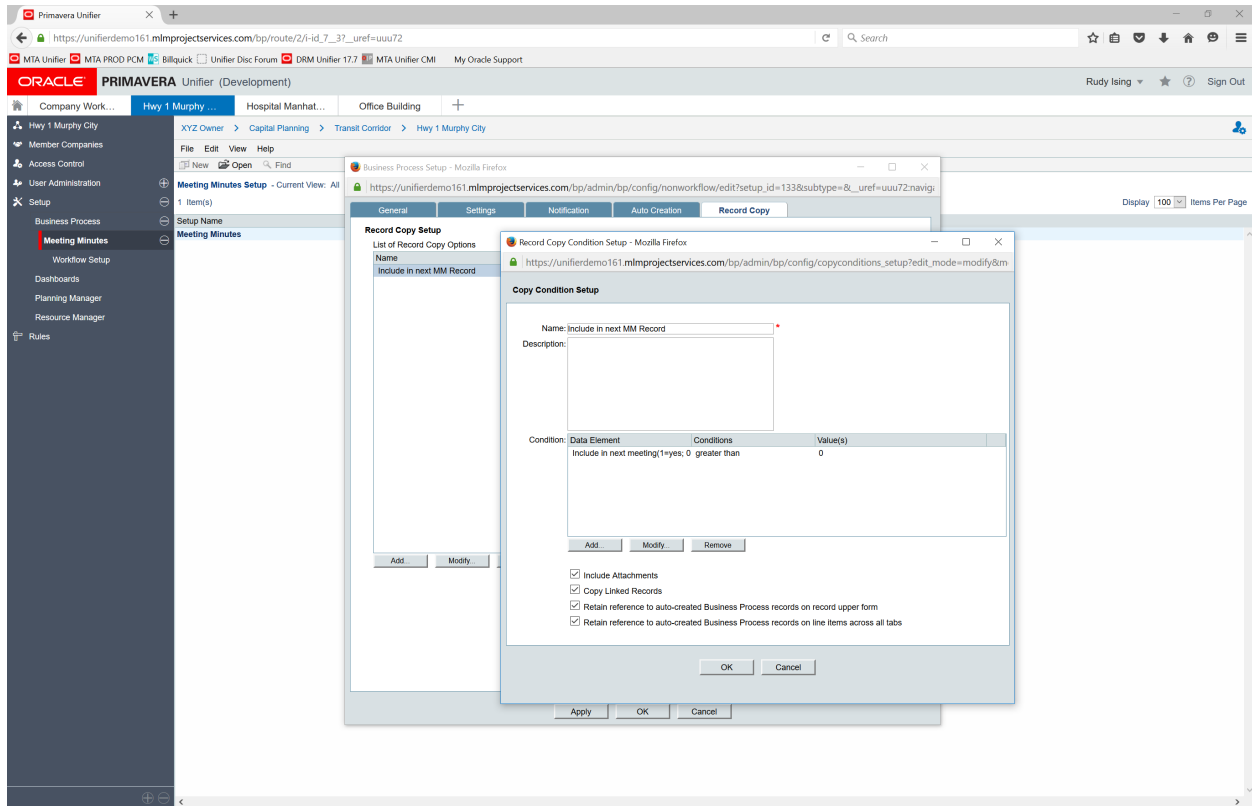 Primavera Unifier
https://unifierdemo161.mlmprojectservices.com/bp/route/2/i-id_7__3?__uref=uuu72
Search
MTA Unifier MTA PROD PCM Billquick Unifier Disc Forum DRM Unifier 17.7 MTA Unifier CMI My Oracle Support
ORACLE PRIMAVERA Unifier (Development)
Rudy Ising Sign Out
Company Work... Hwy 1 Murphy ... Hospital Manhat... Office Building
Hwy 1 Murphy City
Member Companies
Access Control
User Administration
Setup
Business Process
Meeting Minutes
Workflow Setup
Dashboards
Planning Manager
Resource Manager
Rules
XYZ Owner > Capital Planning > Transit Corridor > Hwy 1 Murphy City
File Edit View Help
New Open Find
Meeting Minutes Setup - Current View: All
1 Item(s)
Display 100 Items Per Page
Setup Name
Meeting Minutes
Business Process Setup - Mozilla Firefox
https://unifierdemo161.mlmprojectservices.com/bp/admin/bp/config/nonworkflow/edit?setup_id=133&subtype=&__uref=uuu72:naviga
General Settings Notification Auto Creation Record Copy
Record Copy Setup
List of Record Copy Options
Name
Include in next MM Record
Add... Modify...
Apply OK Cancel
Record Copy Condition Setup - Mozilla Firefox
https://unifierdemo161.mlmprojectservices.com/bp/admin/bp/config/copyconditions_setup?edit_mode=modify&m
Copy Condition Setup
Name: Include in next MM Record *
Description:
Condition: Data Element Conditions Value(s)
Include in next meeting(1=yes; 0 greater than 0
Add... Modify... Remove
Include Attachments
Copy Linked Records
Retain reference to auto-created Business Process records on record upper form
Retain reference to auto-created Business Process records on line items across all tabs
OK Cancel